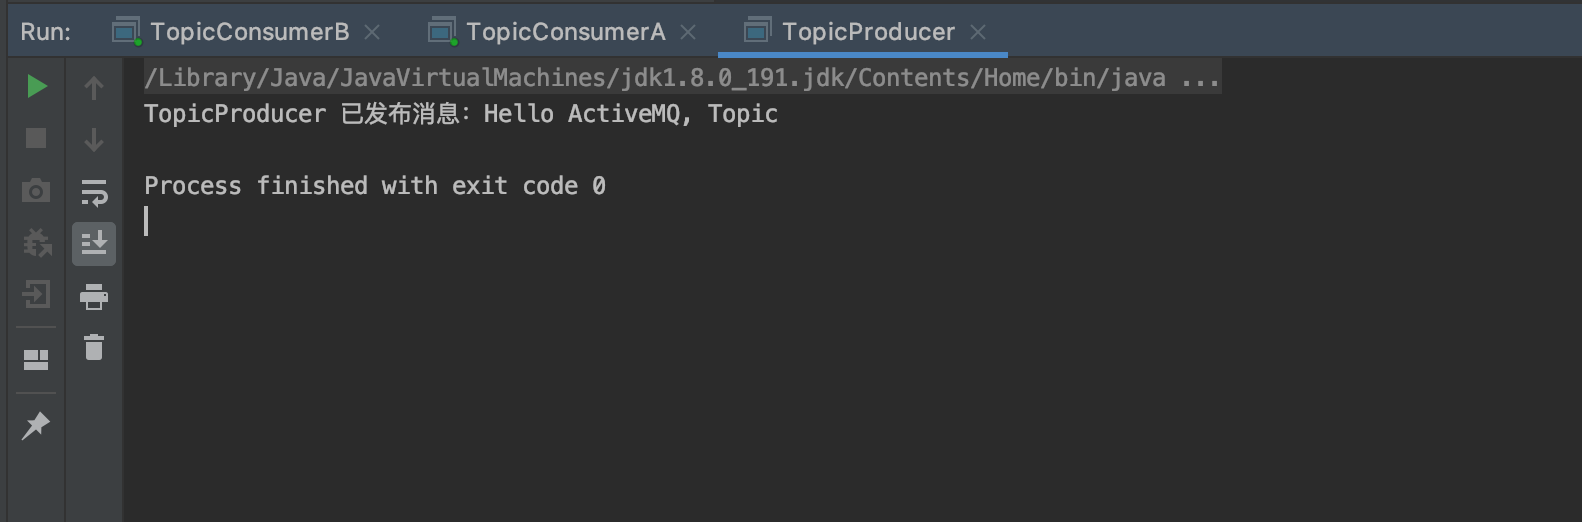 Run: TopicConsumerB TopicConsumerA TopicProducer
/Library/Java/JavaVirtualMachines/jdk1.8.0_191.jdk/Contents/Home/bin/java ...
TopicProducer 已发布消息：Hello ActiveMQ, Topic
Process finished with exit code 0